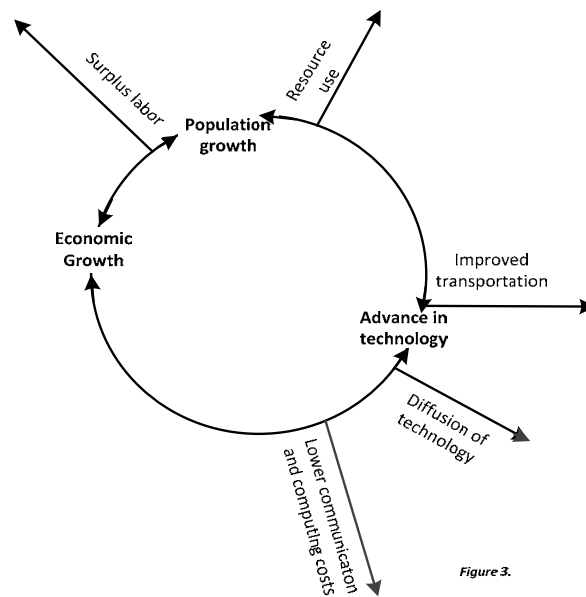 Surplus labor
Resource
use
Population
growth
Economic
Growth
Improved
transportation
Advance in
technology
Diffusion of
technology
Lower communicaton
and computing costs
Figure 3.